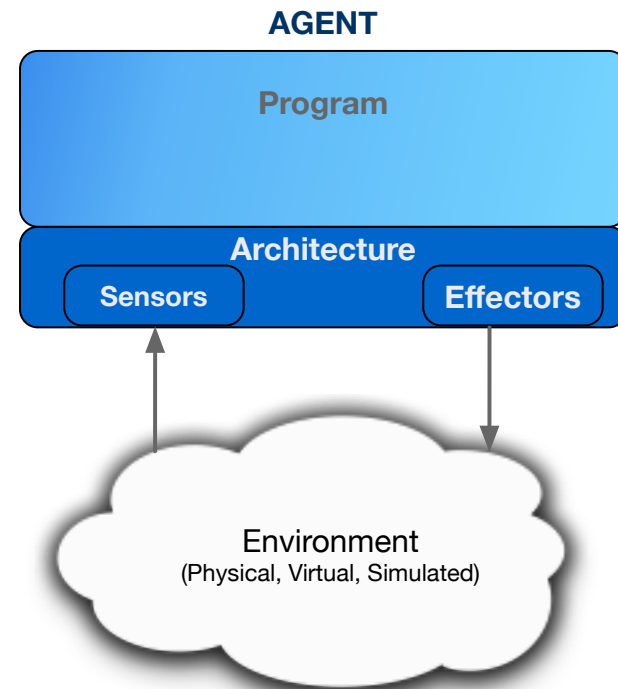 AGENT
Program
Architecture
Sensors
Effectors
Environment
(Physical, Virtual, Simulated)